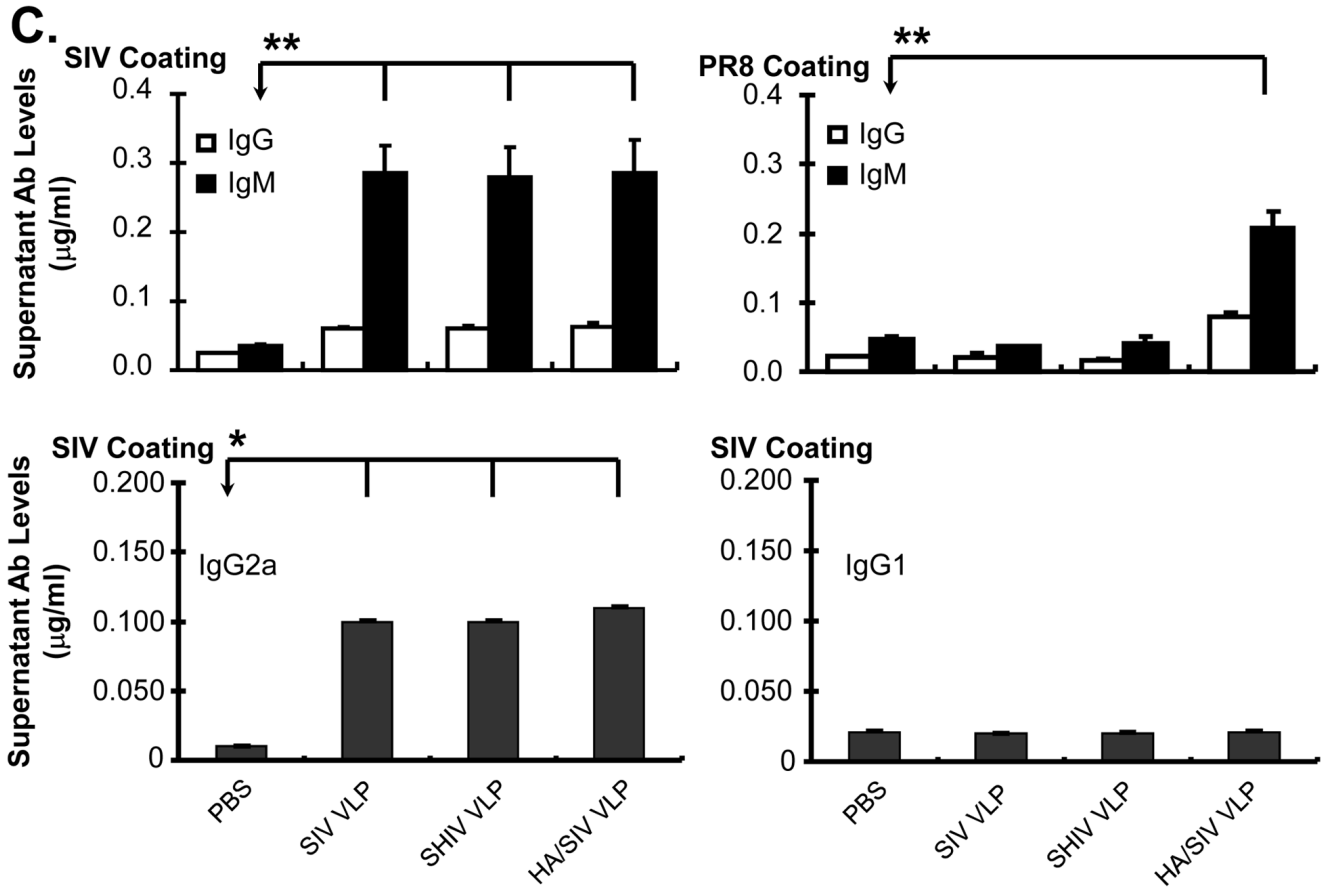 C.
SIV Coating
**
Supernatant Ab Levels
(µg/ml)
0.4
0.3
0.2
0.1
0.0
IgG
IgM
PR8 Coating
**
0.4
0.3
0.2
0.1
0.0
IgG
IgM
SIV Coating
*
Supernatant Ab Levels
(µg/ml)
0.200
0.150
0.100
0.050
0
IgG2a
PBS
SIV VLP
SHIV VLP
HA/SIV VLP
SIV Coating
0.200
0.150
0.100
0.050
0
IgG1
PBS
SIV VLP
SHIV VLP
HA/SIV VLP